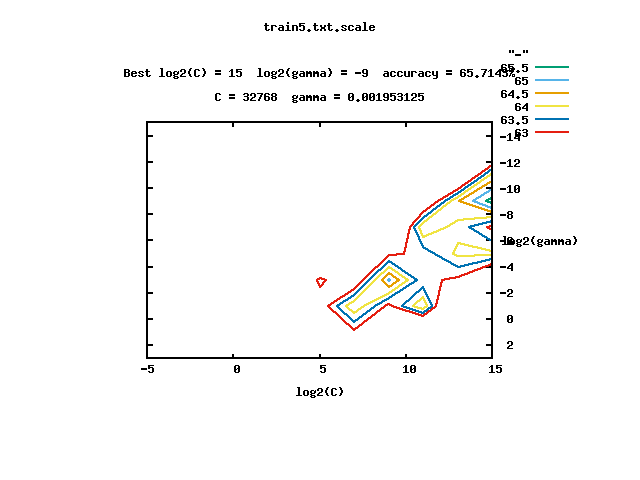 train5.txt.scale
"-"
Best log2(C) = 15  log2(gamma) = -9  accuracy = 65.7143%
65.5
65
C = 32768  gamma = 0.001953125
64.5
64
63.5
63
-14
-12
-10
-8
-6
log2(gamma)
-4
-2
0
2
-5 0 5 10 15
log2(C)